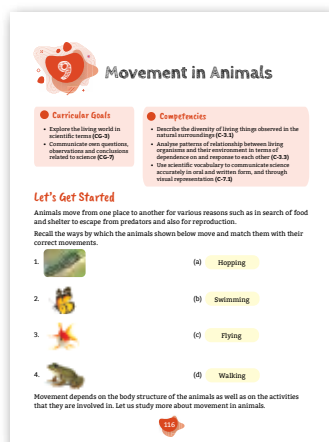 9
Movement in Animals
Curricular Goals
• Explore the living world in
scientific terms (CG-3)
• Communicate own questions,
observations and conclusions
related to science (CG-7)
Competencies
• Describe the diversity of living things observed in the
natural surroundings (C-3.1)
• Analyse patterns of relationship between living
organisms and their environment in terms of
dependence on and response to each other (C-3.3)
• Use scientific vocabulary to communicate science
accurately in oral and written form, and through
visual representation (C-7.1)
Let's Get Started
Animals move from one place to another for various reasons such as in search of food
and shelter to escape from predators and also for reproduction.
Recall the ways by which the animals shown below move and match them with their
correct movements.
1. (a) Hopping
2. (b) Swimming
3. (c) Flying
4. (d) Walking
Movement depends on the body structure of the animals as well as on the activities
that they are involved in. Let us study more about movement in animals.
116